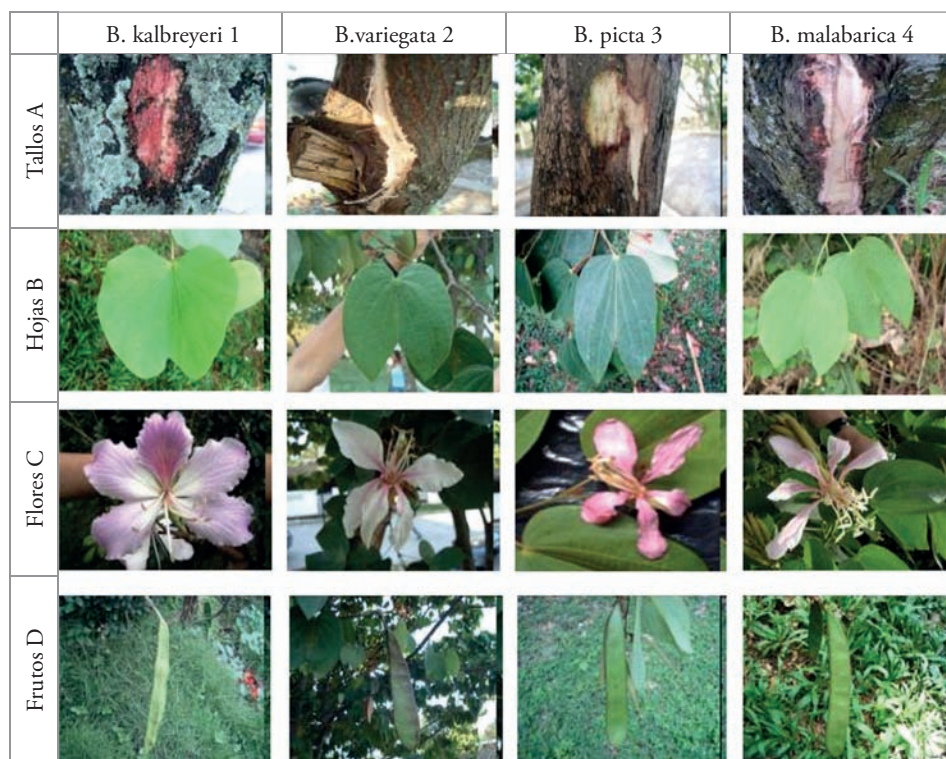 B. kalbreyeri 1
B.variegata 2
B. picta 3
B. malabarica 4
Tallos A
Hojas B
Flores C
Frutos D